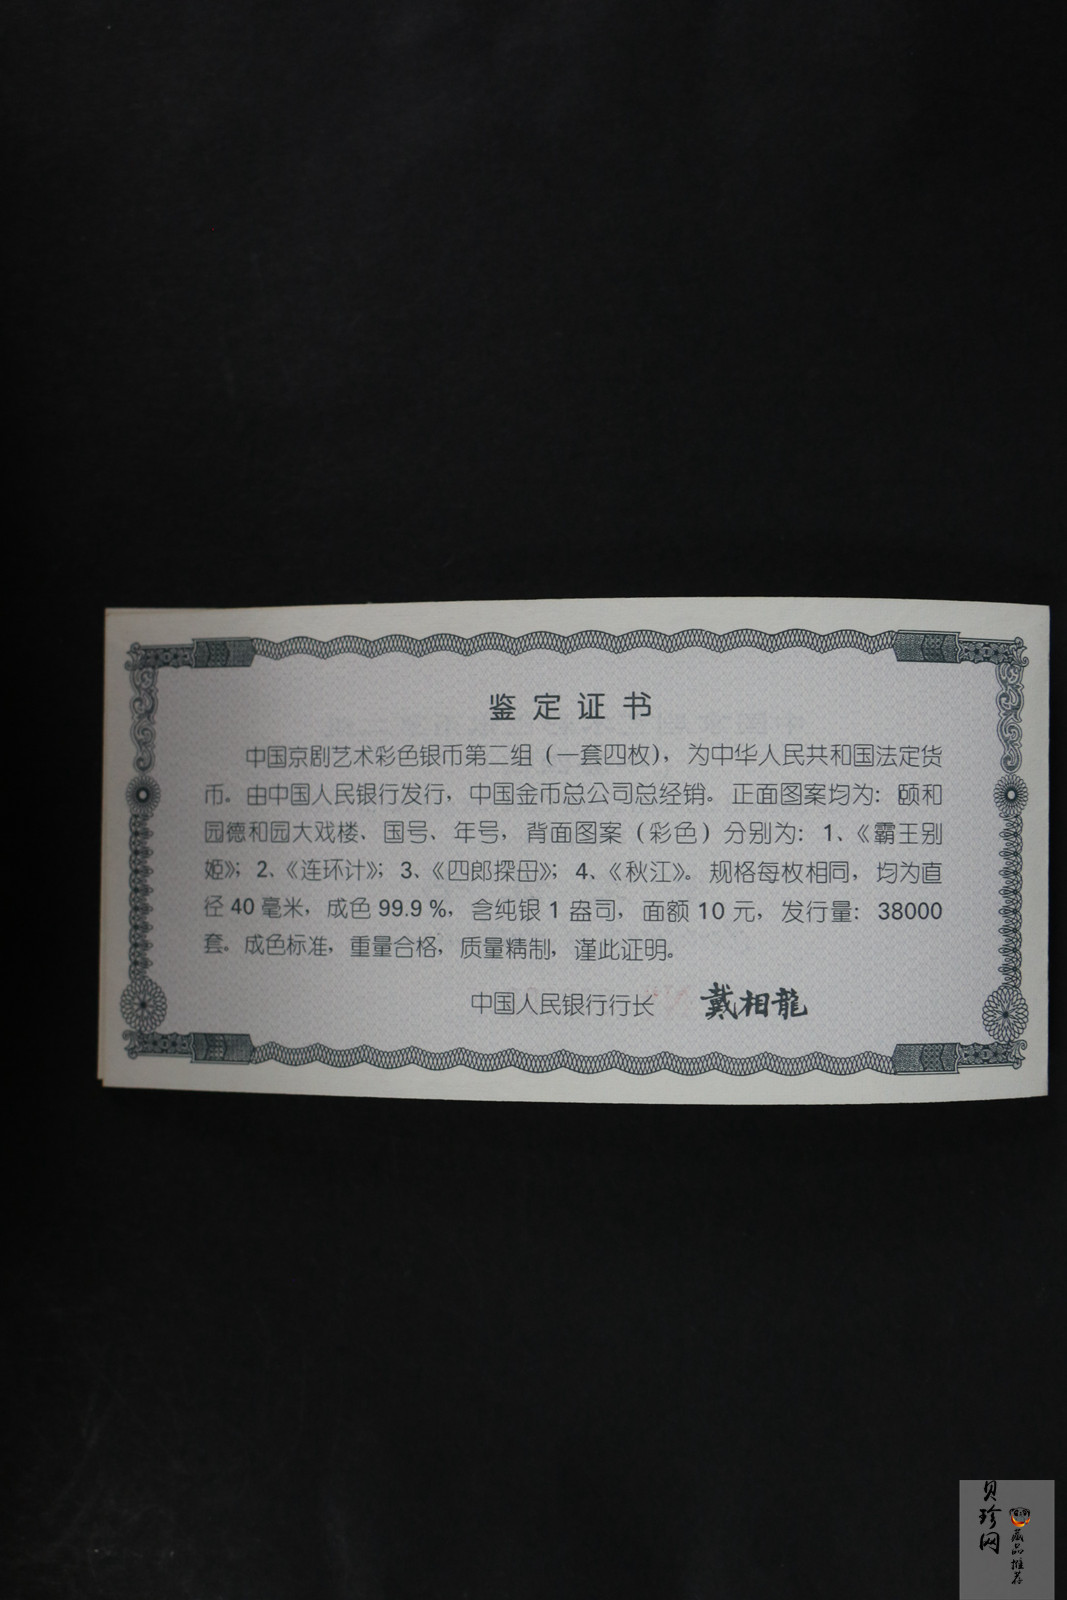 鉴定证书
中国京剧艺术彩色银币第二组（一套四枚），为中华人民共和国法定货
币。由中国人民银行发行，中国金币总公司总经销。正面图案均为：颐和
园德和园大戏楼、国号、年号，背面图案（彩色）分别为：1、《霸王别
姬》；2、《连环计》；3、《四郎探母》；4、《秋江》。规格每枚相同，均为直
径40毫米，成色99.9%，含纯银1盎司，面额10元，发行量：38000
套。成色标准，重量合格，质量精制，谨此证明。
中国人民银行行长 戴相龍
贝珍网
藏品推荐